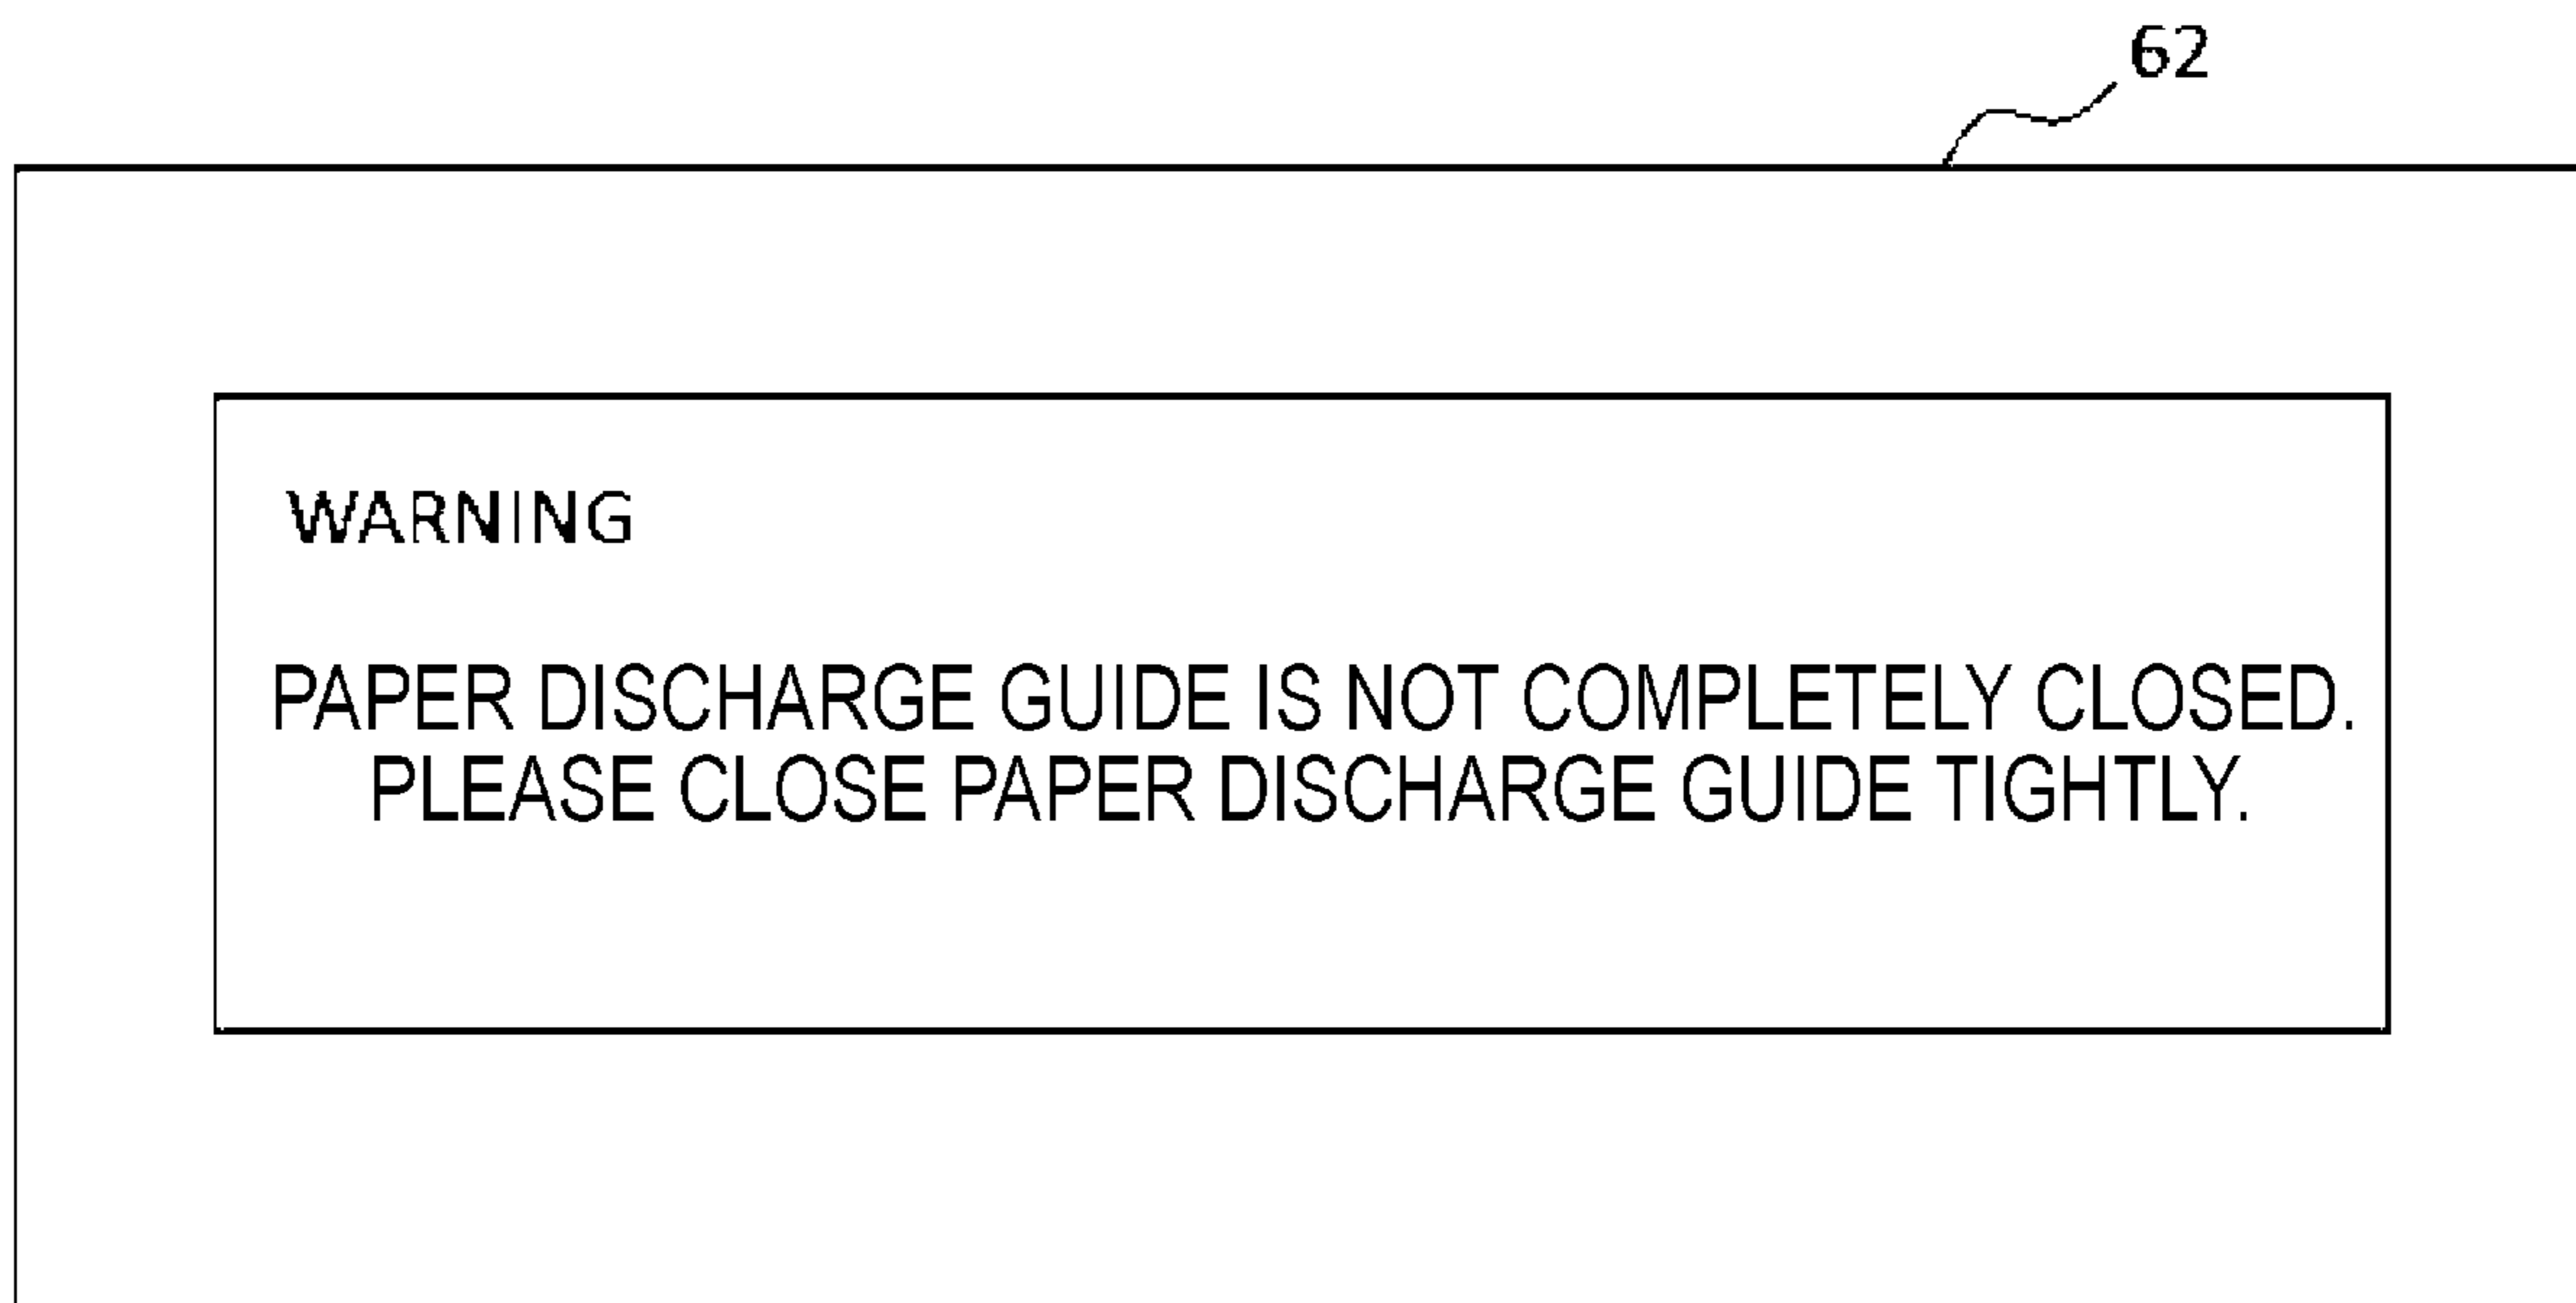 62
WARNING
PAPER DISCHARGE GUIDE IS NOT COMPLETELY CLOSED.
PLEASE CLOSE PAPER DISCHARGE GUIDE TIGHTLY.